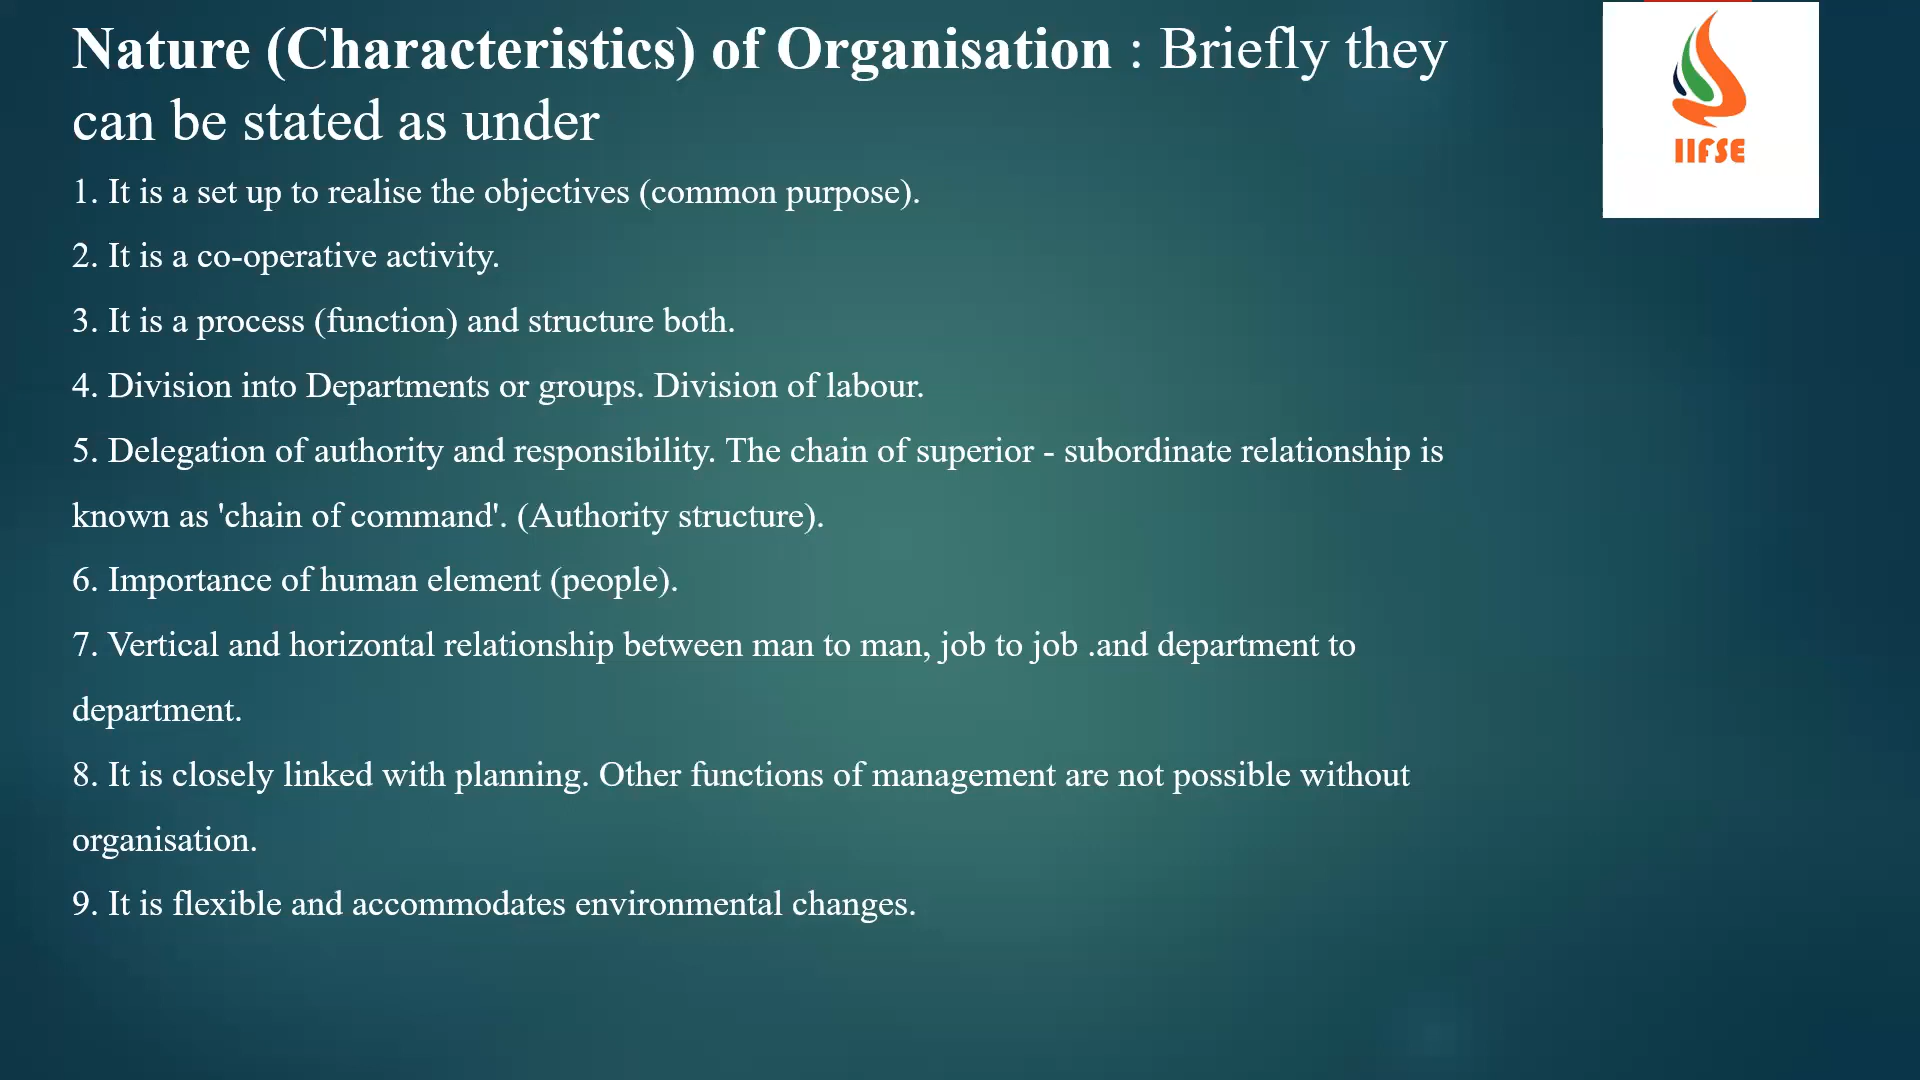 Nature (Characteristics) of Organisation : Briefly they
can be stated as under
1. It is a set up to realise the objectives (common purpose).
2. It is a co-operative activity.
3. It is a process (function) and structure both.
4. Division into Departments or groups. Division of labour.
5. Delegation of authority and responsibility. The chain of superior - subordinate relationship is
known as 'chain of command'. (Authority structure).
6. Importance of human element (people).
7. Vertical and horizontal relationship between man to man, job to job .and department to
department.
8. It is closely linked with planning. Other functions of management are not possible without
organisation.
9. It is flexible and accommodates environmental changes.
IIFSE